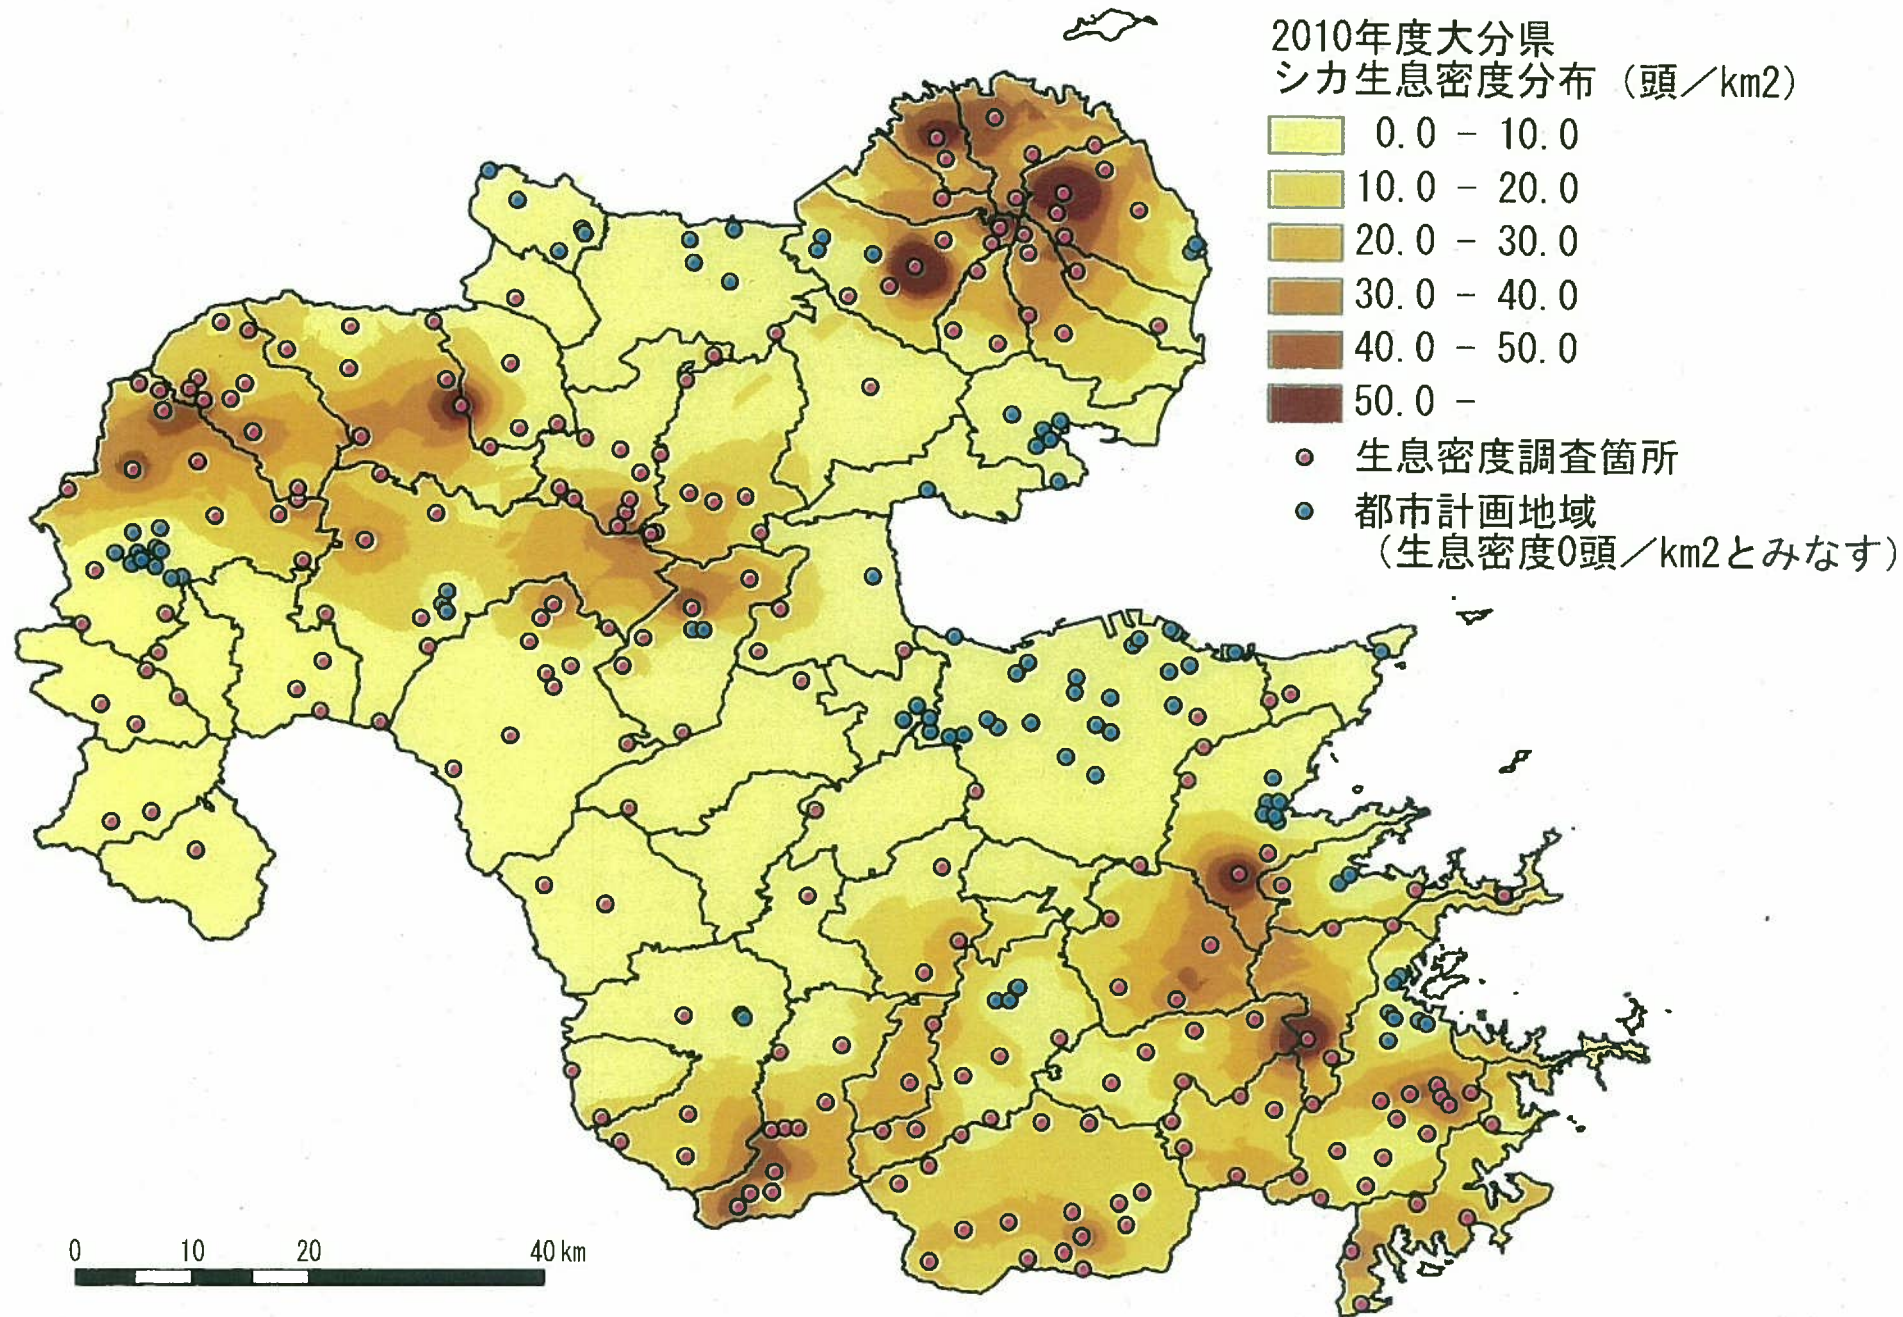 2010年度大分県
シカ生息密度分布（頭／km2）
0.0 - 10.0
10.0 - 20.0
20.0 - 30.0
30.0 - 40.0
40.0 - 50.0
50.0 -
生息密度調査箇所
都市計画地域
（生息密度0頭／km2とみなす）
0 10 20 40 km